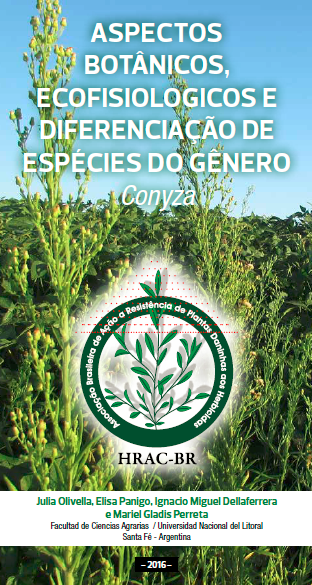 ASPECTOS
BOTÂNICOS,
ECOFISIOLOGICOS E
DIFERENCIAÇÃO DE
ESPÉCIES DO GÊNERO
Conyza
Associação Brasileira de Ação a Resistência de Plantas Daninhas aos Herbicidas
HRAC-BR
Julia Olivella, Elisa Panigo, Ignacio Miguel Dellaferrera
e Mariel Gladis Perreta
Facultad de Ciencias Agrarias / Universidad Nacional del Litoral
Santa Fé - Argentina
– 2016 –